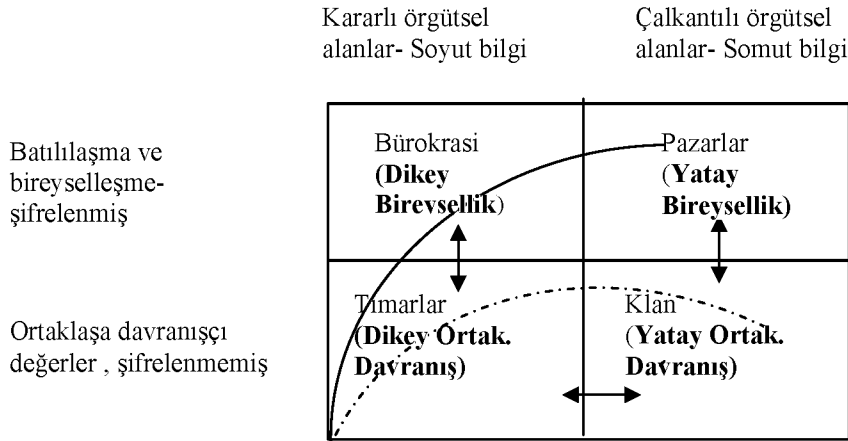 Kararlı örgütsel
alanlar- Soyut bilgi
Çalkantılı örgütsel
alanlar- Somut bilgi
Batılılaşma ve
bireyselleşme-
şifrelenmiş
Bürokrasi
(Dikey
Bireysellik)
Pazarlar
(Yatay
Bireysellik)
Ortaklaşa davranışçı
değerler , şifrelenmemiş
Tımarlar
(Dikey Ortak.
Davranış)
Klan
(Yatay Ortak.
Davranış)